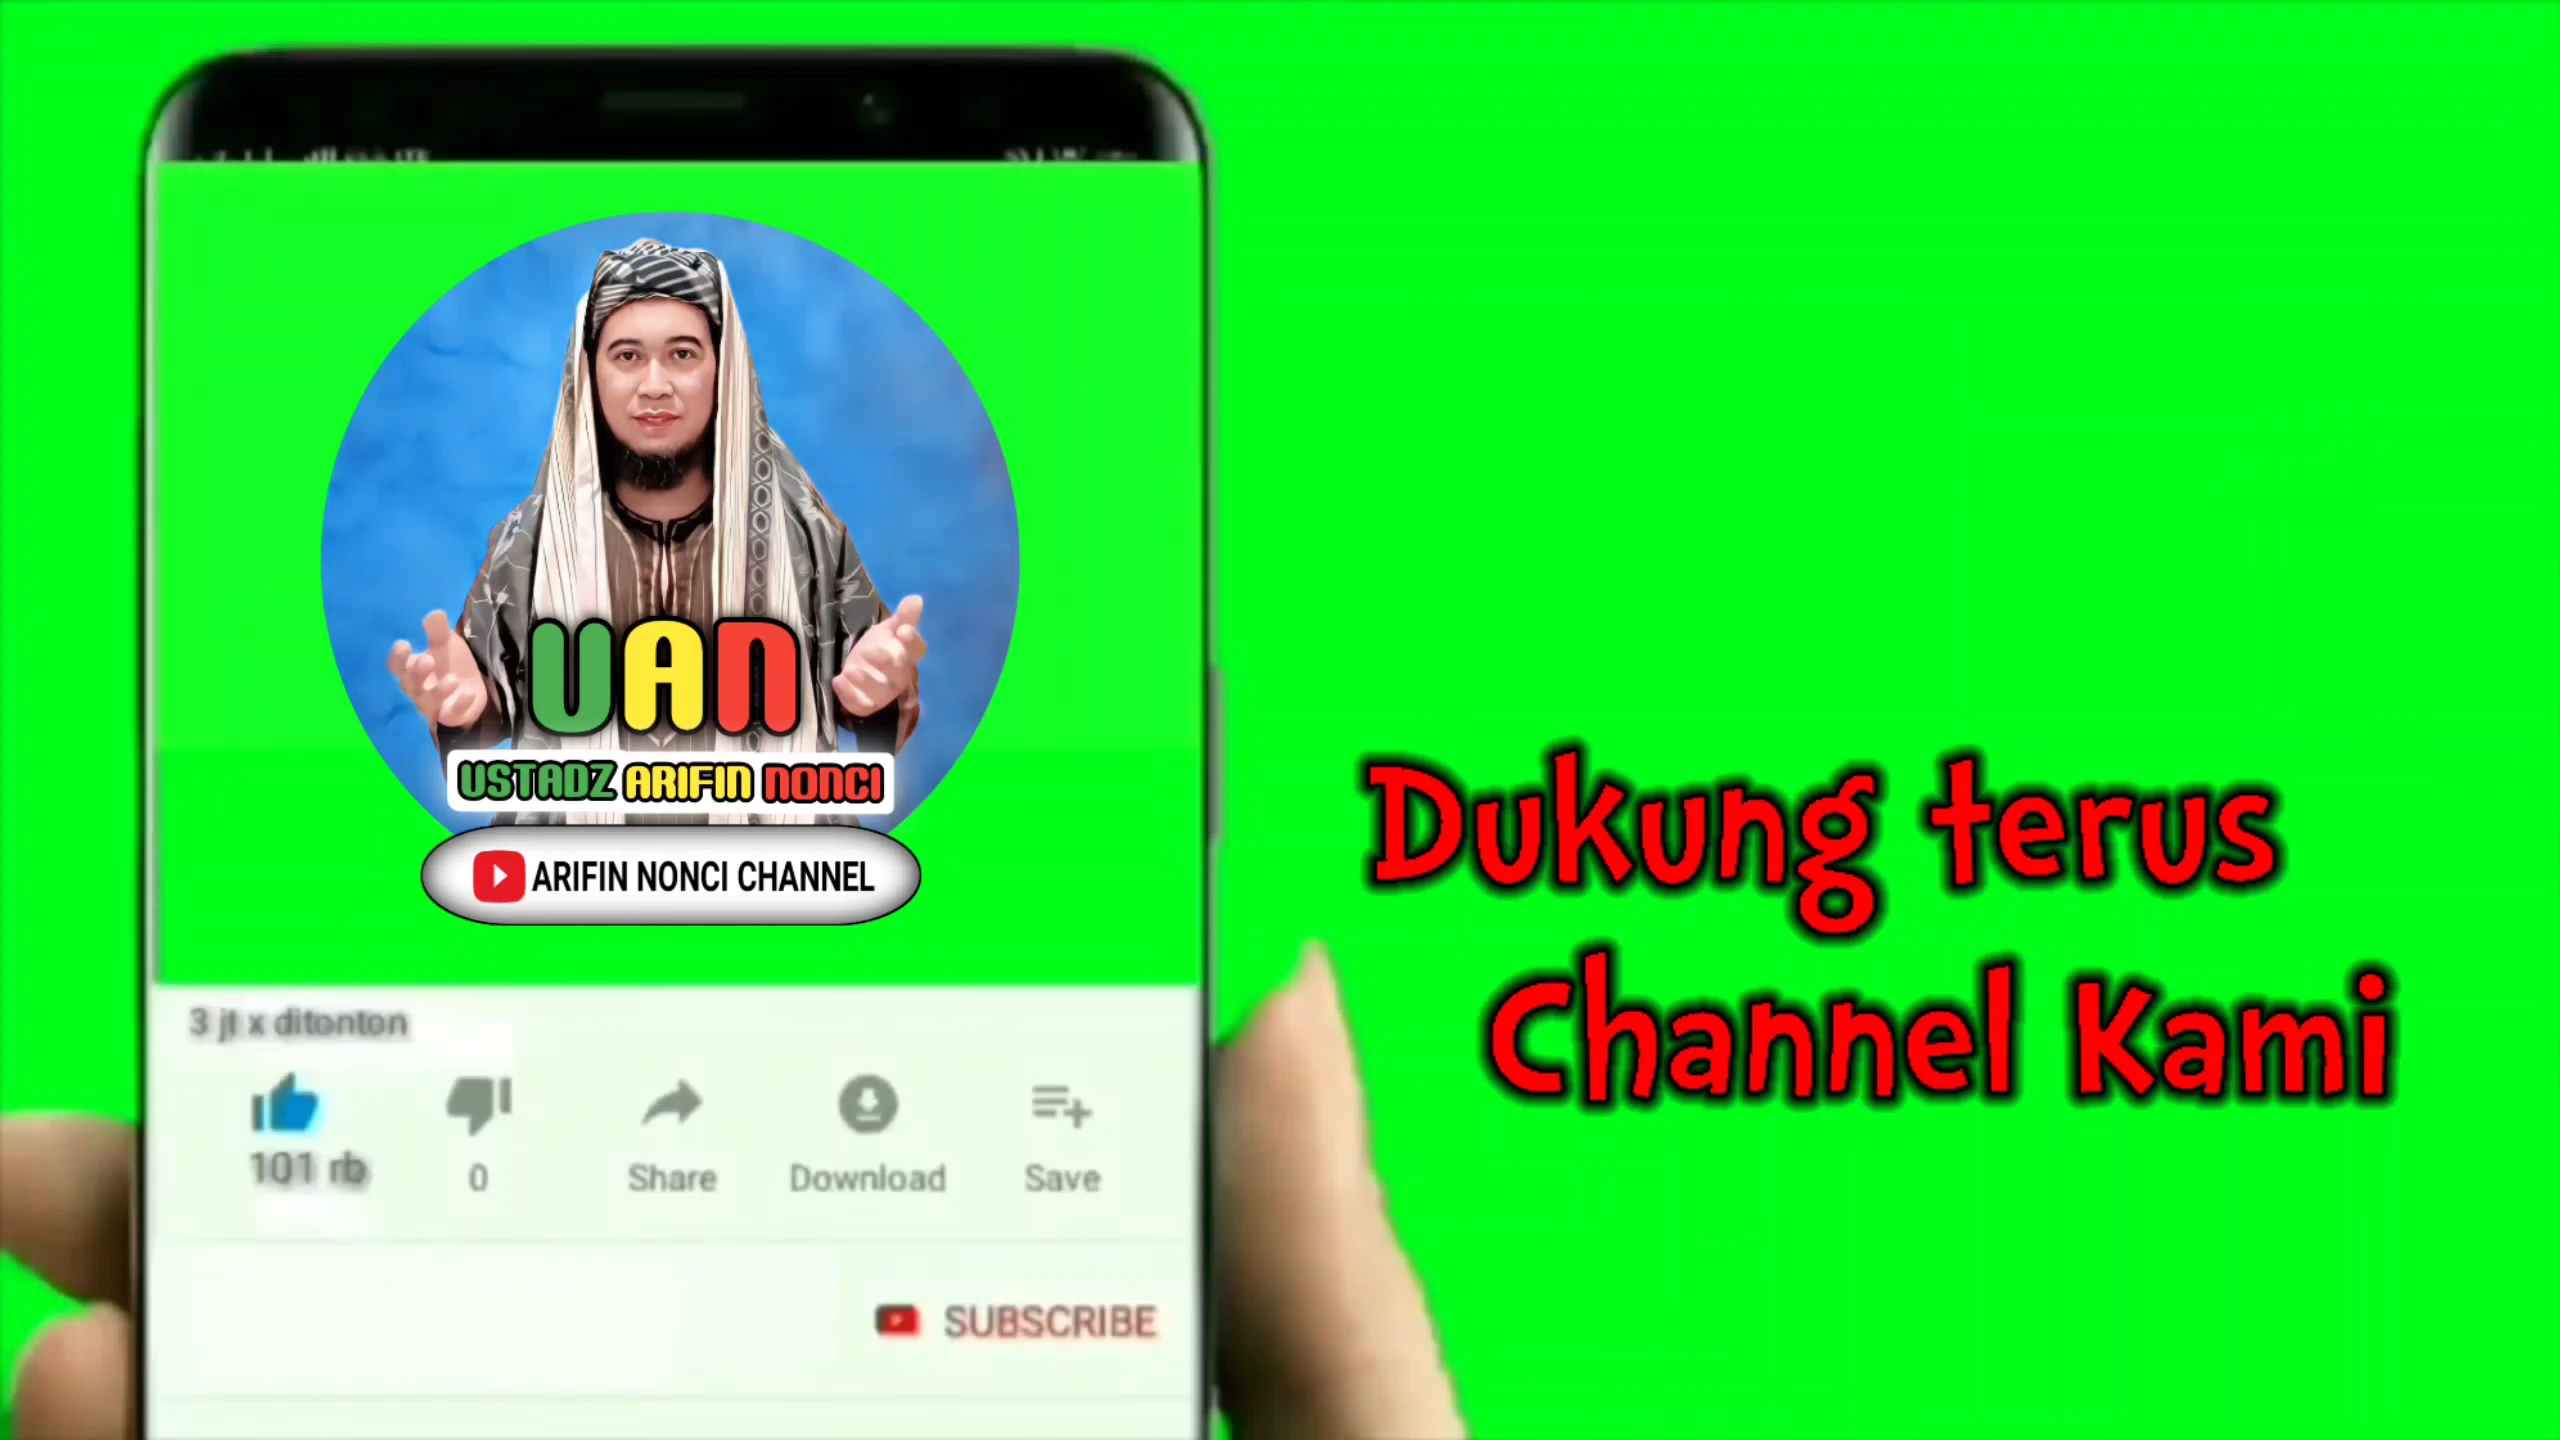 UAN
USTADZ ARIFIN NONCI
ARIFIN NONCI CHANNEL
3 jt x ditonton
101 rb 0 Share Download Save
SUBSCRIBE
Dukung terus
Channel Kami